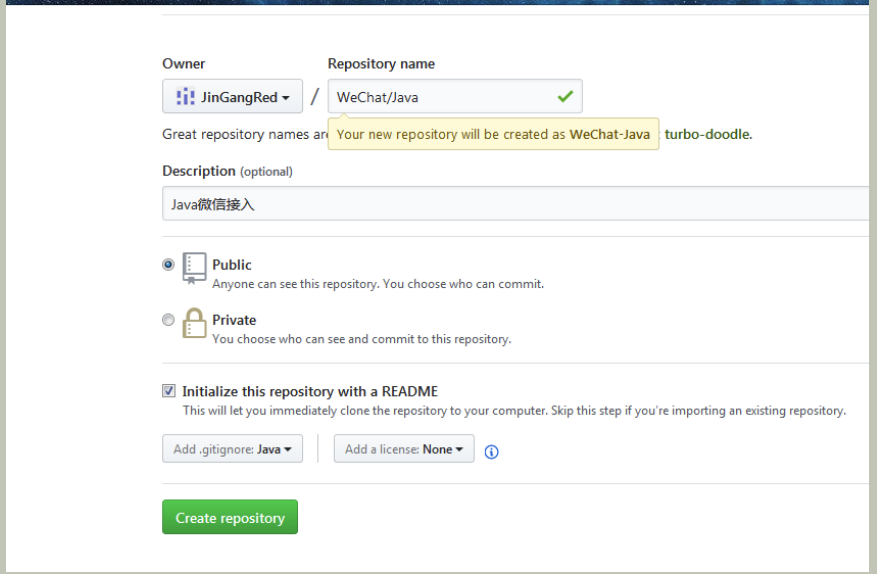 Owner
Repository name
JinGangRed
/
WeChat/Java
Great repository names are
Your new repository will be created as WeChat-Java
turbo-doodle.
Description (optional)
Java微信接入
Public
Anyone can see this repository. You choose who can commit.
Private
You choose who can see and commit to this repository.
Initialize this repository with a README
This will let you immediately clone the repository to your computer. Skip this step if you're importing an existing repository.
Add .gitignore: Java
Add a license: None
Create repository